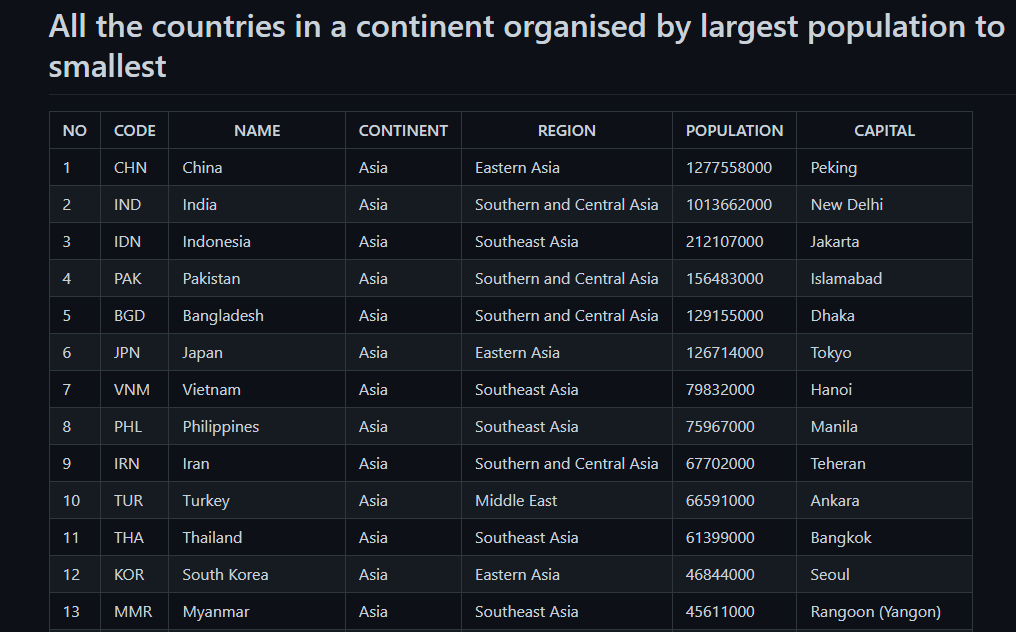 All the countries in a continent organised by largest population to
smallest
NO CODE NAME CONTINENT REGION POPULATION CAPITAL
1 CHN China Asia Eastern Asia 1277558000 Peking
2 IND India Asia Southern and Central Asia 1013662000 New Delhi
3 IDN Indonesia Asia Southeast Asia 212107000 Jakarta
4 PAK Pakistan Asia Southern and Central Asia 156483000 Islamabad
5 BGD Bangladesh Asia Southern and Central Asia 129155000 Dhaka
6 JPN Japan Asia Eastern Asia 126714000 Tokyo
7 VNM Vietnam Asia Southeast Asia 79832000 Hanoi
8 PHL Philippines Asia Southeast Asia 75967000 Manila
9 IRN Iran Asia Southern and Central Asia 67702000 Teheran
10 TUR Turkey Asia Middle East 66591000 Ankara
11 THA Thailand Asia Southeast Asia 61399000 Bangkok
12 KOR South Korea Asia Eastern Asia 46844000 Seoul
13 MMR Myanmar Asia Southeast Asia 45611000 Rangoon (Yangon)